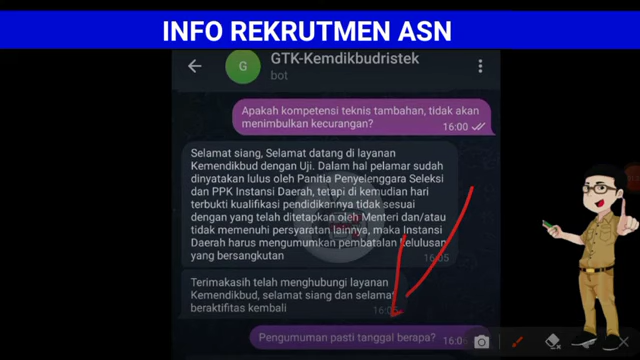 INFO REKRUTMEN ASN
G
GTK-Kemdikbudristek
bot
Apakah kompetensi teknis tambahan, tidak akan
menimbulkan kecurangan?
16:00
Selamat siang, Selamat datang di layanan
Kemendikbud dengan Uji. Dalam hal pelamar sudah
dinyatakan lulus oleh Panitia Penyelenggara Seleksi
dan PPK Instansi Daerah, tetapi di kemudian hari
terbukti kualifikasi pendidikannya tidak sesuai
dengan yang telah ditetapkan oleh Menteri dan/atau
tidak memenuhi persyaratan lainnya, maka Instansi
Daerah harus mengumumkan pembatalan kelulusan
yang bersangkutan
16:05
Terimakasih telah menghubungi layanan
Kemendikbud, selamat siang dan selamat
beraktifitas kembali
16:05
Pengumuman pasti tanggal berapa?